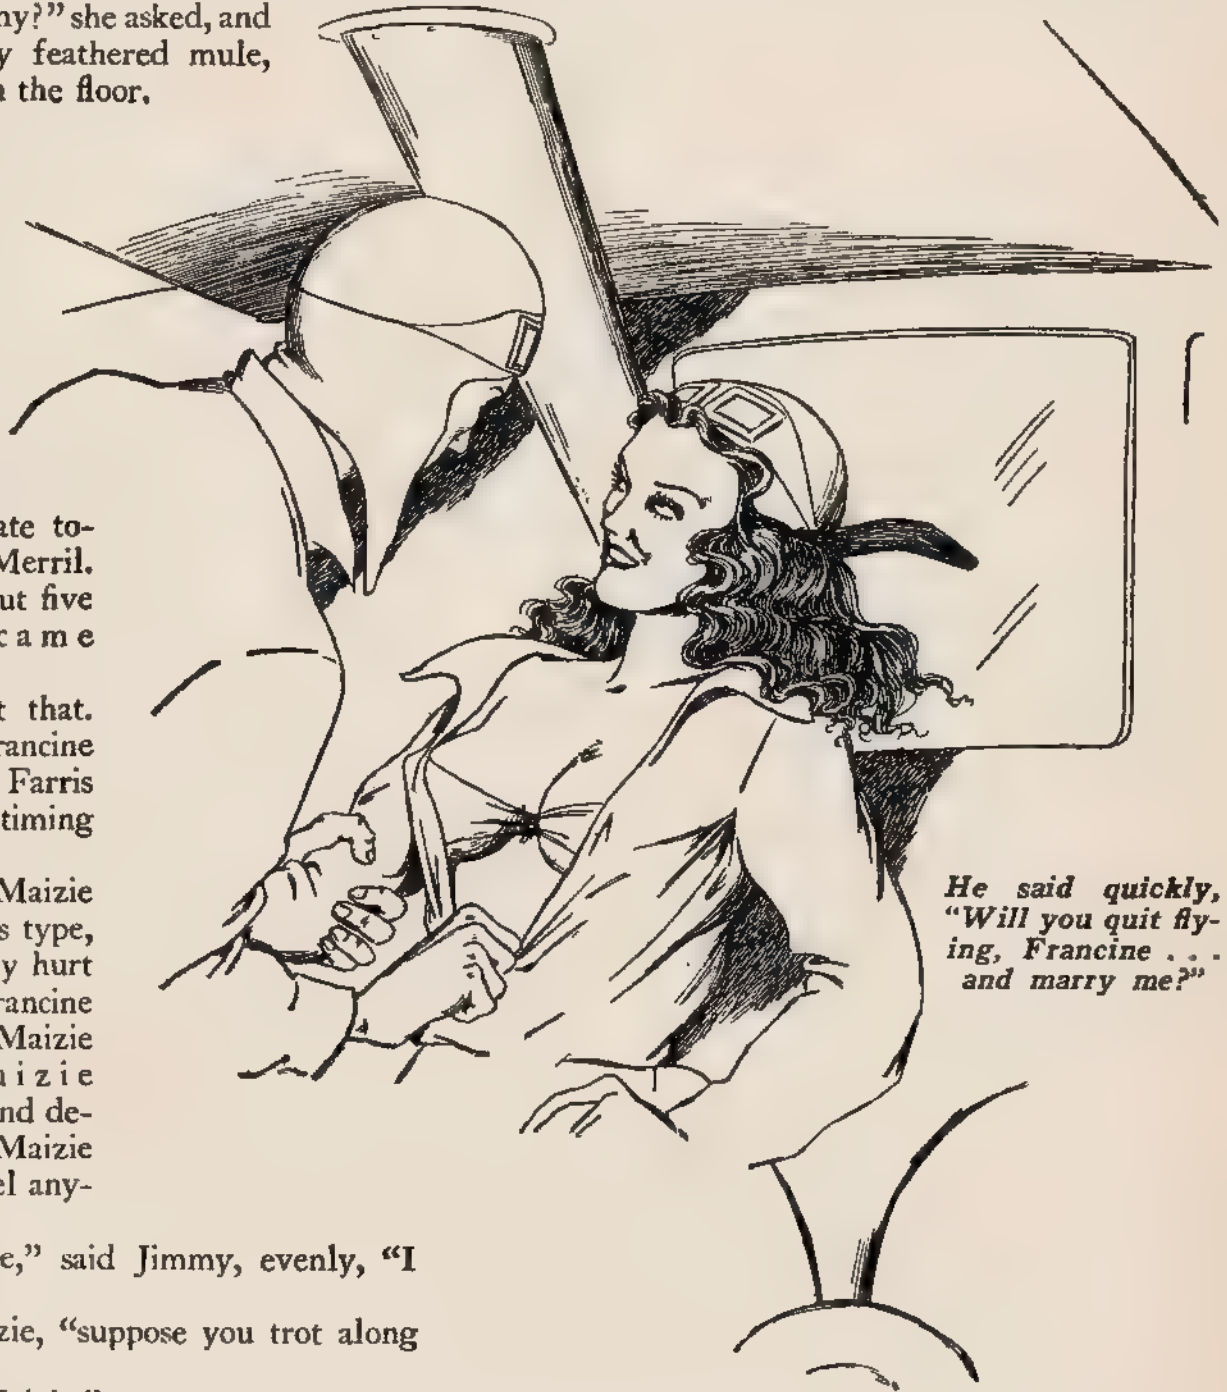 ny?" she asked, and
y feathered mule,
n the floor.
ate to-
Merril.
ut five
came
t that.
rancine
Farris
timing
Maizie
s type,
y hurt
rancine
Maizie
uizie
nd de-
Maizie
el any-
e," said Jimmy, evenly, "I
zie, "suppose you trot along
He said quickly,
"Will you quit fly-
ing, Francine . . .
and marry me?"